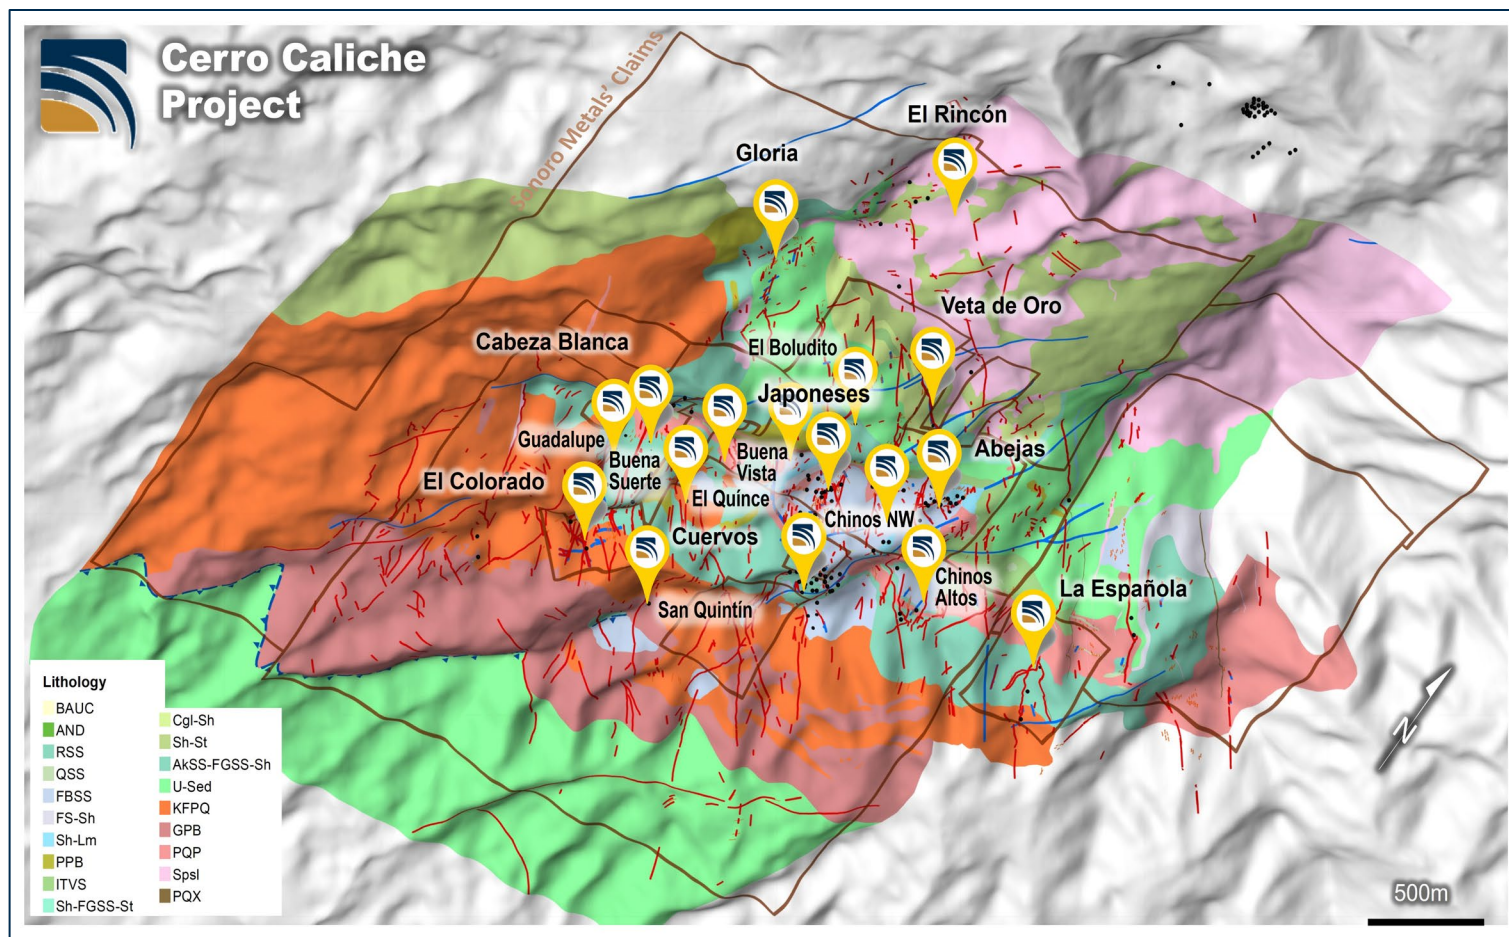 Cerro Caliche
Project
Sonoro Metals' Claims
El Rincón
Gloria
Veta de Oro
Cabeza Blanca
El Boludito
Japoneses
Guadalupe
Buena
Suerte
Buena
Vista
Abejas
El Colorado
El Quínce
Chinos NW
Cuervos
Chinos
Altos
La Española
San Quintín
Lithology
BAUC
AND
RSS
QSS
FBSS
FS-Sh
Sh-Lm
PPB
ITVS
Sh-FGSS-St
Cgl-Sh
Sh-St
AkSS-FGSS-Sh
U-Sed
KFPQ
GPB
PQP
Spsl
PQX
N
500m